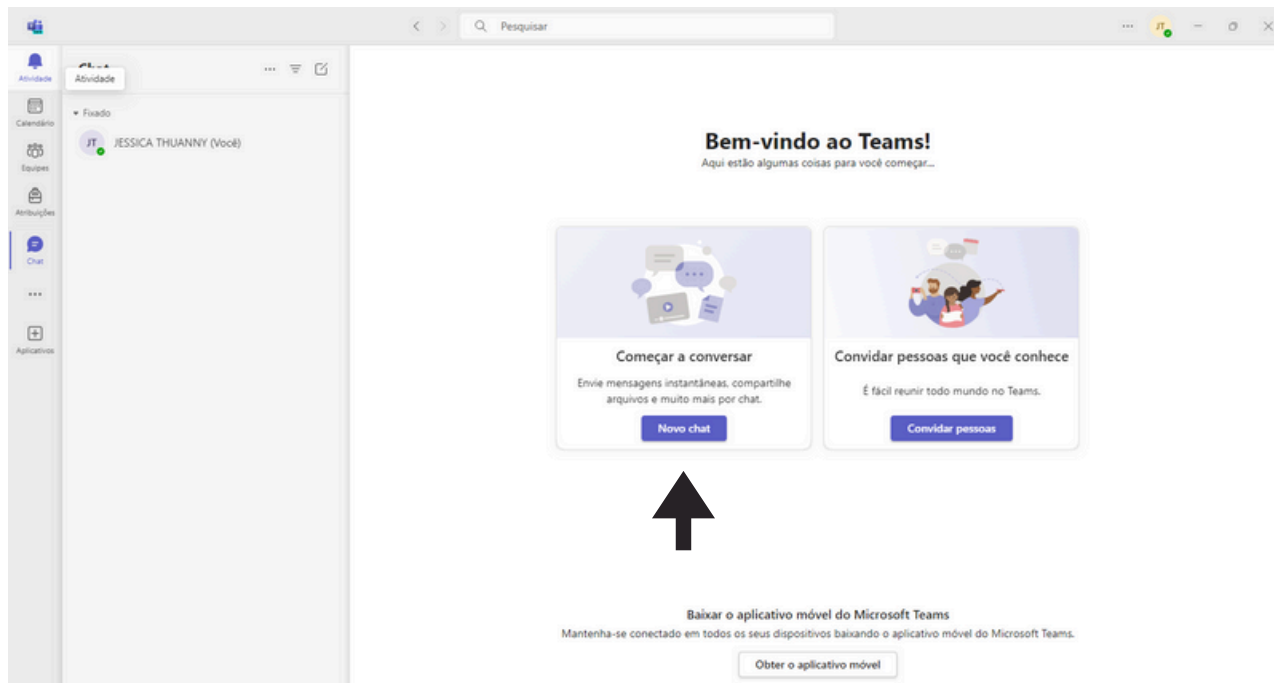 Pesquisar
JT
Atividade
Calendário
Equipes
Atribuições
Chat
Aplicativos
Atividade
Fixado
JT JESSICA THUANNY (Você)
Bem-vindo ao Teams!
Aqui estão algumas coisas para você começar...
Começar a conversar
Envie mensagens instantâneas, compartilhe
arquivos e muito mais por chat.
Novo chat
Convidar pessoas que você conhece
É fácil reunir todo mundo no Teams.
Convidar pessoas
Baixar o aplicativo móvel do Microsoft Teams
Mantenha-se conectado em todos os seus dispositivos baixando o aplicativo móvel do Microsoft Teams.
Obter o aplicativo móvel